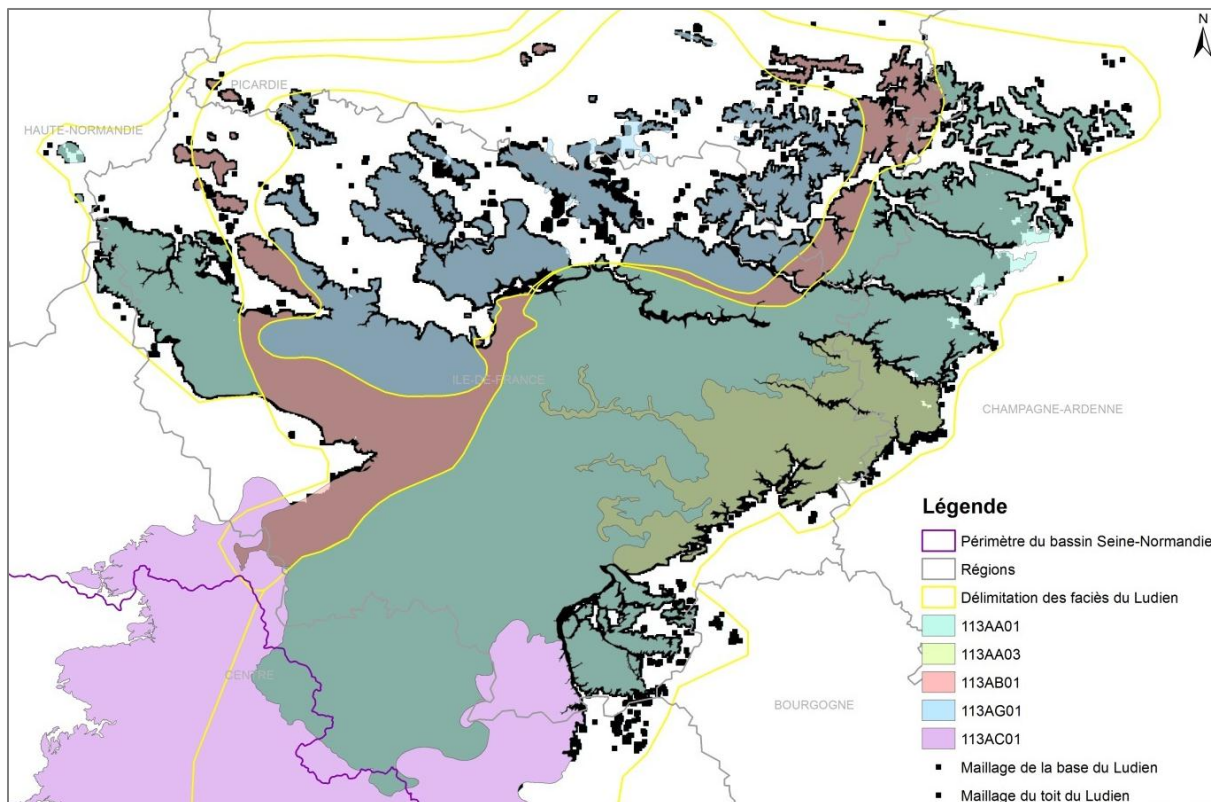 N
PICARDIE
HAUTE-NORMANDIE
ILE-DE-FRANCE
CHAMPAGNE-ARDENNE
CENTRE
BOURGOGNE
Légende
Périmètre du bassin Seine-Normandie
Régions
Délimitation des faciès du Ludien
113AA01
113AA03
113AB01
113AG01
113AC01
Maillage de la base du Ludien
Maillage du toit du Ludien